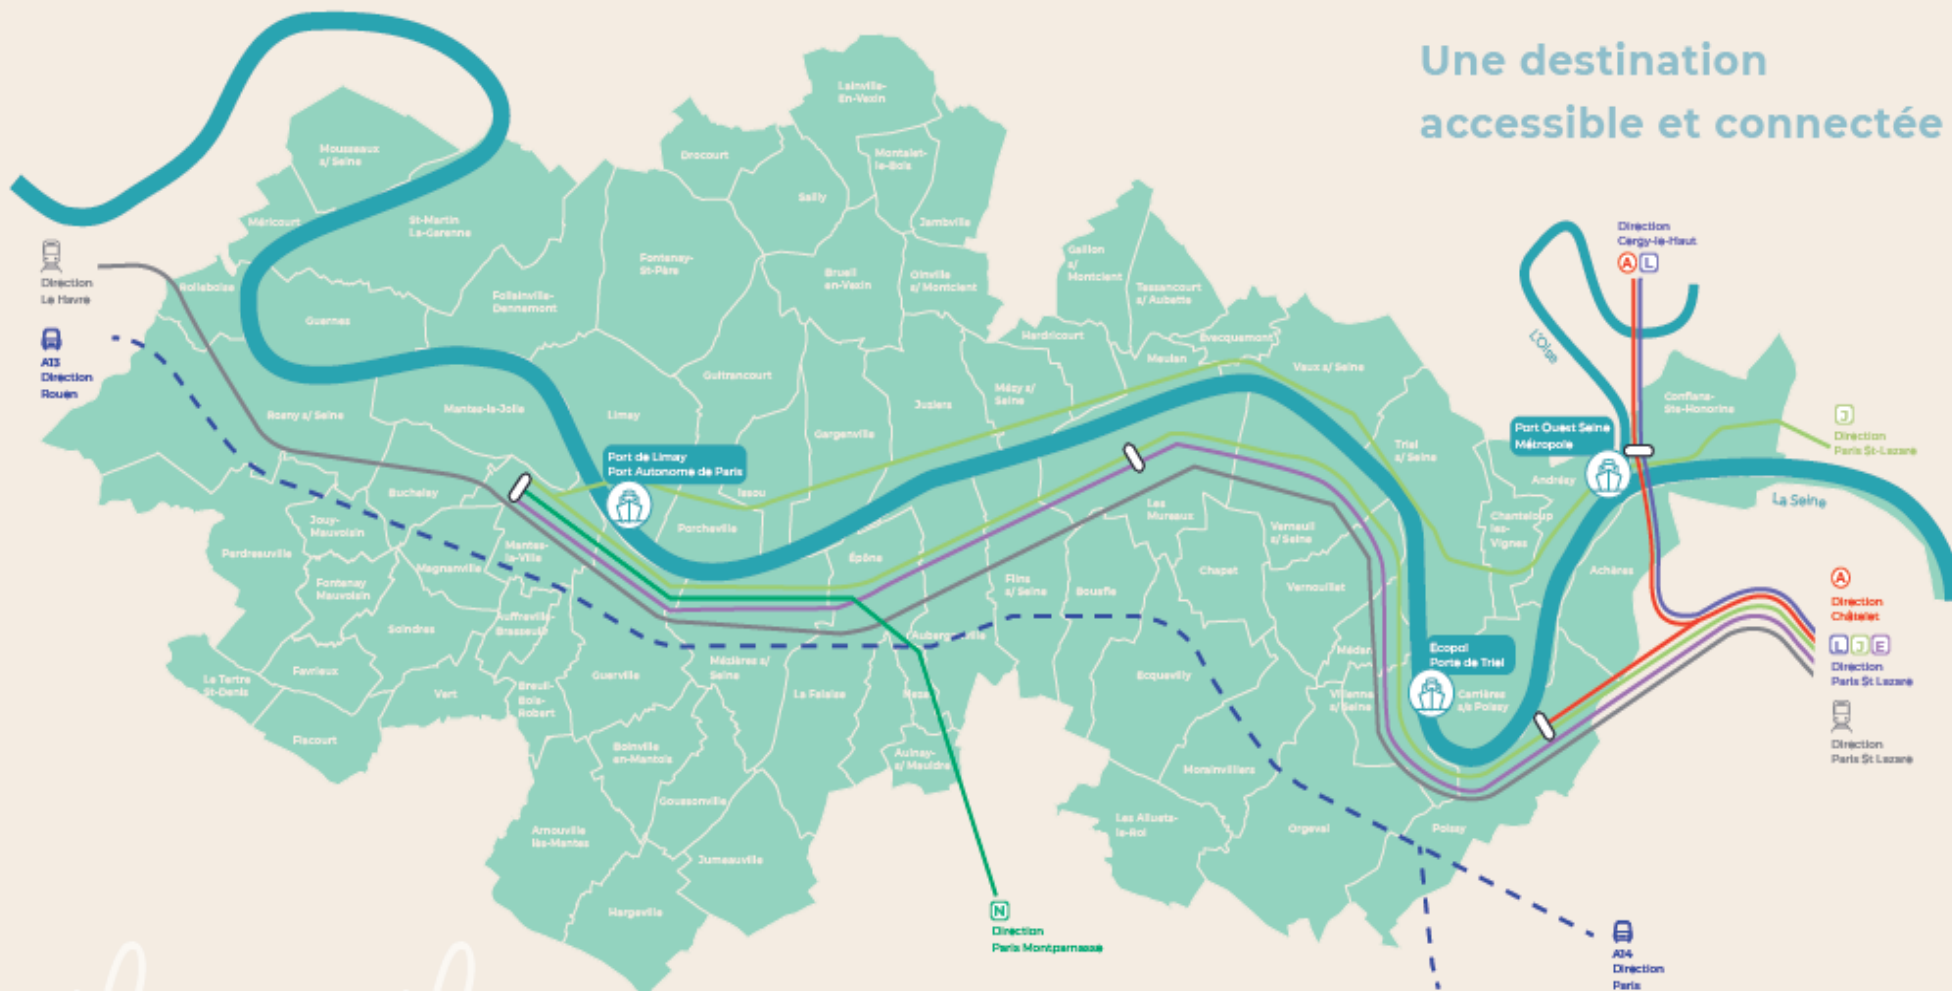 Une destination
accessible et connectée
Lainville-
En-Vexin
Mousseaux
s/ Seine
Drocourt
Montalet-
le-Bois
Sailly
Méricourt
St-Martin
La-Garenne
Jambville
Direction
Cergy-le-Haut
A L
Direction
Le Havre
Rolleboise
Fontenay-
St-Père
Brueil
en-Vexin
Oinville
s/ Montcient
Gaillon
s/
Montcient
Tessancourt
s/ Aubette
Follainville-
Dennemont
Guernes
Hardricourt
Evecquemont
Meulan
Vaux s/ Seine
L'Oise
A13
Direction
Rouen
Guitrancourt
Mézy s/
Seine
Juziers
Rosny s/ Seine
Mantes-la-Jolie
Limay
Gargenville
Conflans-
Ste-Honorine
J
Direction
Paris St-Lazare
Port Ouest Seine
Métropole
Triel
s/ Seine
Port de Limay
Port Autonome de Paris
Andrésy
La Seine
Buchelay
Issou
Porcheville
Les
Mureaux
Verneuil
s/ Seine
Chanteloup
les-
Vignes
Jouy-
Mauvoisin
Perdreauville
Mantes-
la-Ville
Magnanville
Épône
Chapet
Achères
Fontenay
Mauvoisin
Flins
s/ Seine
Bouafle
Vernouillet
A
Direction
Châtelet
Soindres
Auffreville-
Brasseuil
Aubergenville
Médan
Ecopol
Porte de Triel
L J E
Direction
Paris St Lazare
Le Tertre
St-Denis
Favrieux
Vert
Breuil-
Bois-
Robert
Guerville
Mézières s/
Seine
La Falaise
Ecquevilly
Villenne
s/ Seine
Carrières
s/s Poissy
Flacourt
Boinville
en-Mantois
Aulnay-
s/ Mauldre
Morainvilliers
Direction
Paris St Lazare
Goussonville
Arnouville
lès-Mantes
Jumeauville
Les Alluets-
le-Roi
Orgeval
Poissy
Hargeville
N
Direction
Paris Montparnasse
A14
Direction
Paris